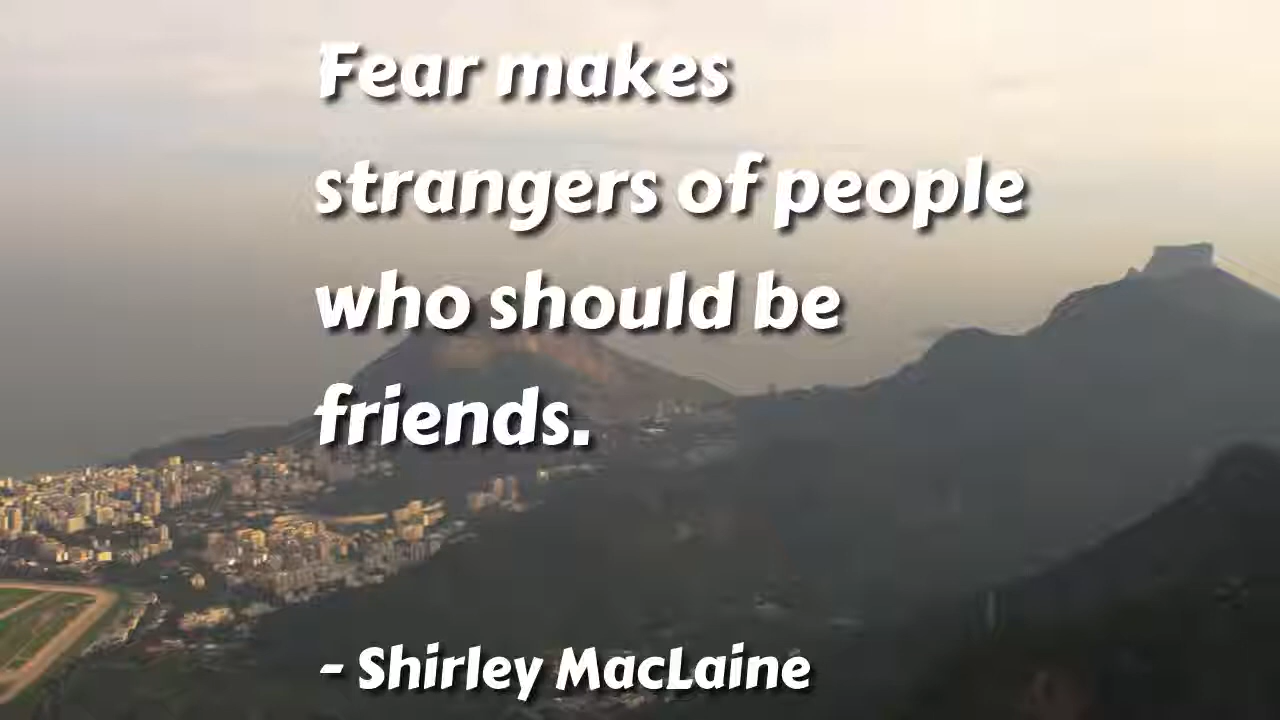 Fear makes
strangers of people
who should be
friends.
- Shirley MacLaine